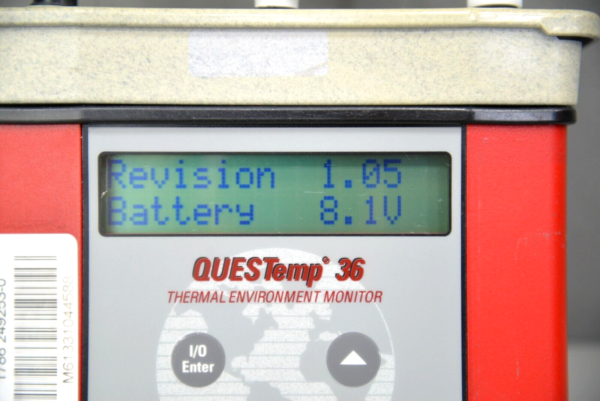 Revision 1.05
Battery 8.1V
QUESTemp° 36
THERMAL ENVIRONMENT MONITOR
I/O
Enter